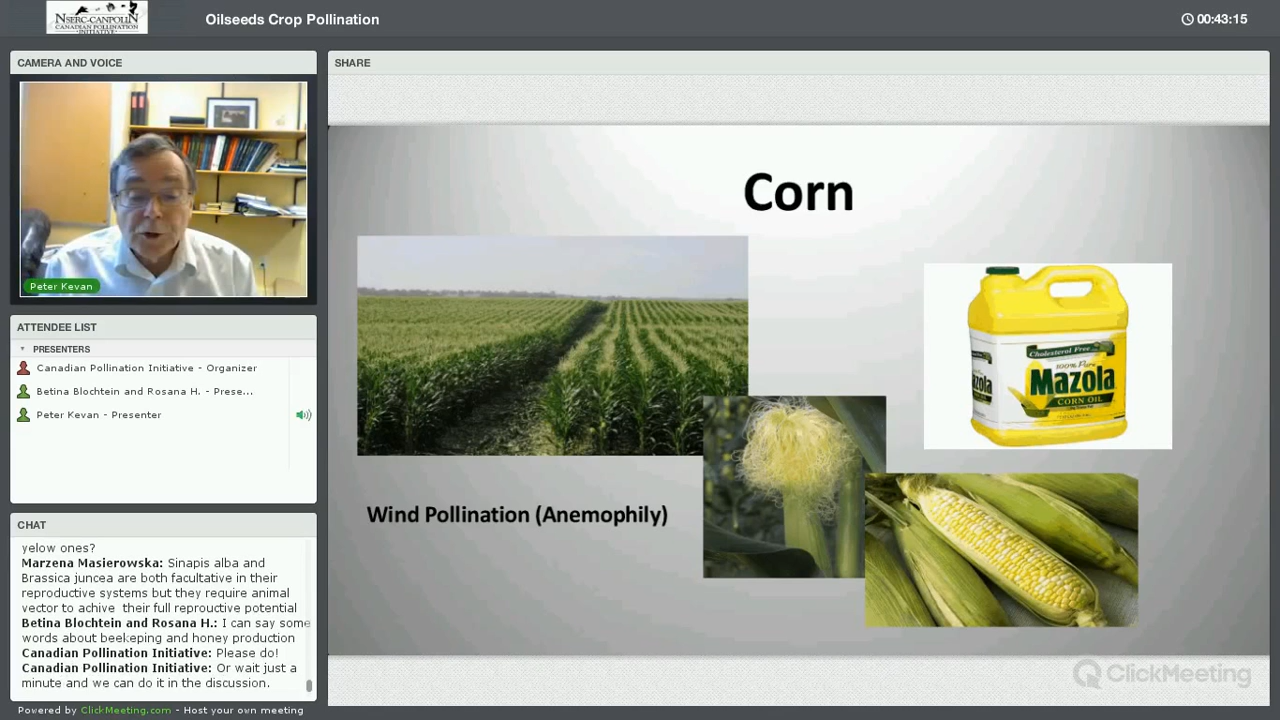 NSERC-CANPOLIN
CANADIAN POLLINATION
INITIATIVE
Oilseeds Crop Pollination
00:43:15
CAMERA AND VOICE
Peter Kevan
ATTENDEE LIST
PRESENTERS
Canadian Pollination Initiative - Organizer
Betina Blochtein and Rosana H. - Prese...
Peter Kevan - Presenter
CHAT
yelow ones?
Marzena Masierowska: Sinapis alba and
Brassica juncea are both facultative in their
reproductive systems but they require animal
vector to achive their full reprouctive potential
Betina Blochtein and Rosana H.: I can say some
words about beekeping and honey production
Canadian Pollination Initiative: Please do!
Canadian Pollination Initiative: Or wait just a
minute and we can do it in the discussion.
Powered by ClickMeeting.com - Host your own meeting
SHARE
Corn
Cholesterol Free
100% Pure
Mazola
CORN OIL
Wind Pollination (Anemophily)
ClickMeeting